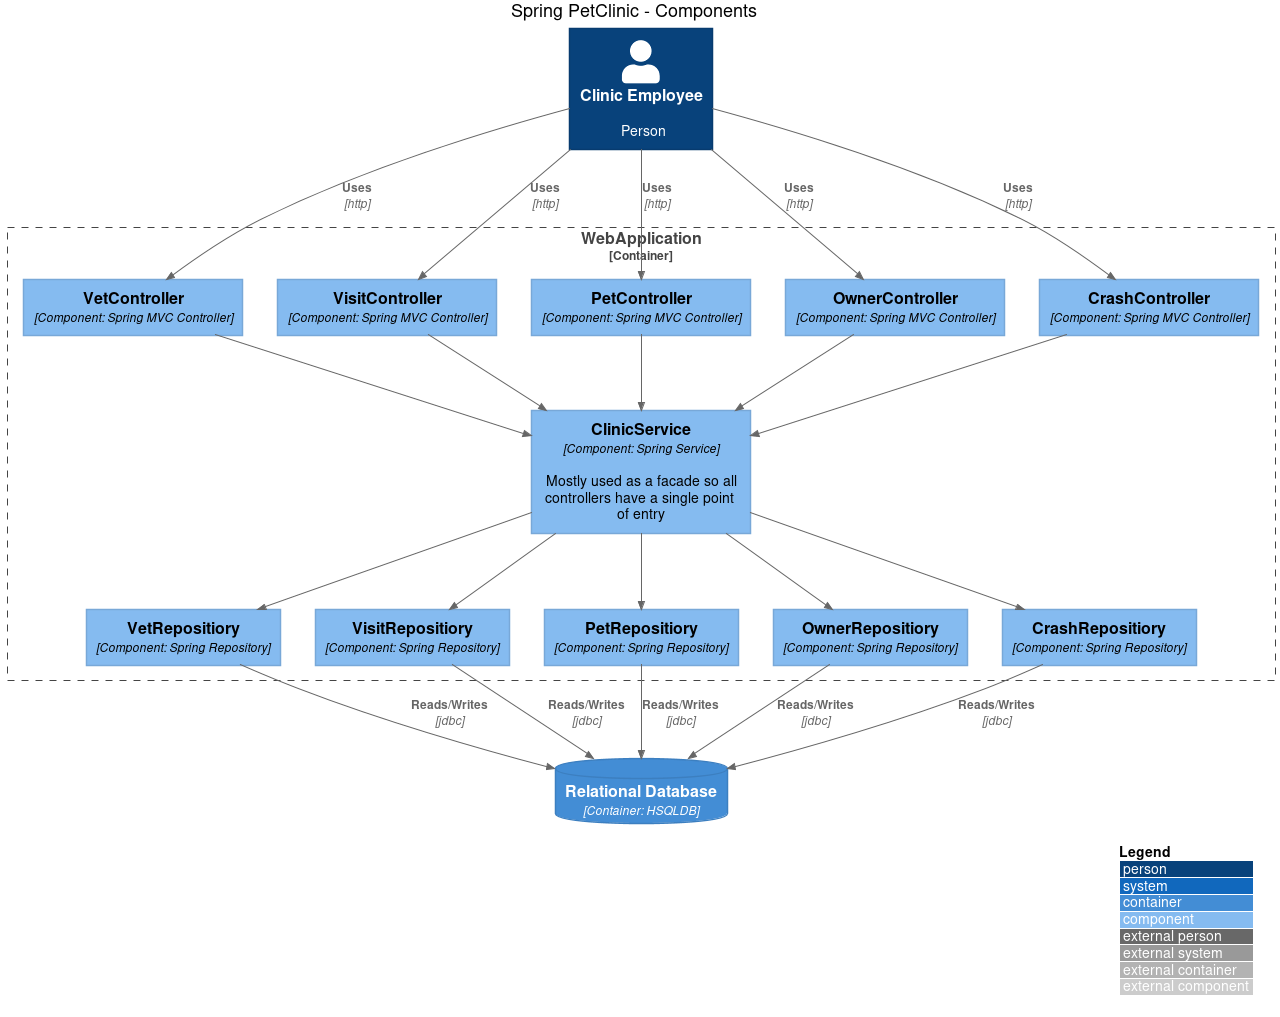 Spring PetClinic - Components
Clinic Employee
Person
Uses
[http]
Uses
[http]
Uses
[http]
Uses
[http]
Uses
[http]
WebApplication
[Container]
VetController
[Component: Spring MVC Controller]
VisitController
[Component: Spring MVC Controller]
PetController
[Component: Spring MVC Controller]
OwnerController
[Component: Spring MVC Controller]
CrashController
[Component: Spring MVC Controller]
ClinicService
[Component: Spring Service]
Mostly used as a facade so all
controllers have a single point
of entry
VetRepositiory
[Component: Spring Repository]
VisitRepositiory
[Component: Spring Repository]
PetRepositiory
[Component: Spring Repository]
OwnerRepositiory
[Component: Spring Repository]
CrashRepositiory
[Component: Spring Repository]
Reads/Writes
[jdbc]
Reads/Writes
[jdbc]
Reads/Writes
[jdbc]
Reads/Writes
[jdbc]
Reads/Writes
[jdbc]
Relational Database
[Container: HSQLDB]
Legend
person
system
container
component
external person
external system
external container
external component